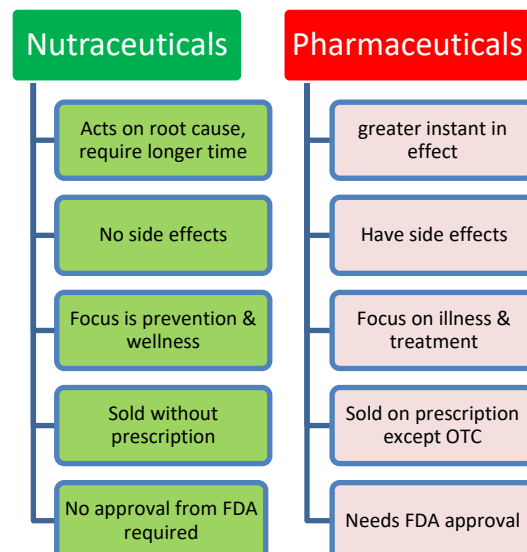 Nutraceuticals
Acts on root cause,
require longer time
No side effects
Focus is prevention &
wellness
Sold without
prescription
No approval from FDA
required
Pharmaceuticals
greater instant in
effect
Have side effects
Focus on illness &
treatment
Sold on prescription
except OTC
Needs FDA approval